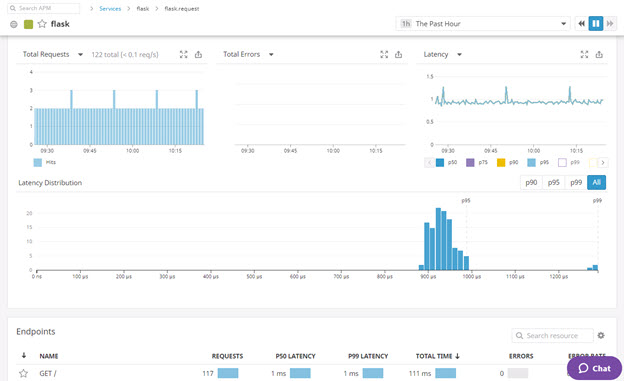 Search APM
Services > flask > flask.request
flask
1h The Past Hour
Total Requests 122 total (< 0.1 req/s)
Total Errors
Latency
4
3
2
1
0
09:30 09:45 10:00 10:15
Hits
09:30 09:45 10:00 10:15
1.5
1
0.5
0
09:30 09:45 10:00 10:15
p50 p75 p90 p95 p99
Latency Distribution
p90 p95 p99 All
p95 p99
20
15
10
5
0
0 ns 100 µs 200 µs 300 µs 400 µs 500 µs 600 µs 700 µs 800 µs 900 µs 1000 µs 1100 µs 1200 µs
Endpoints
Search resource
NAME REQUESTS P50 LATENCY P99 LATENCY TOTAL TIME ERRORS ERROR RATE
GET / 117 1 ms 1 ms 111 ms 0
Chat